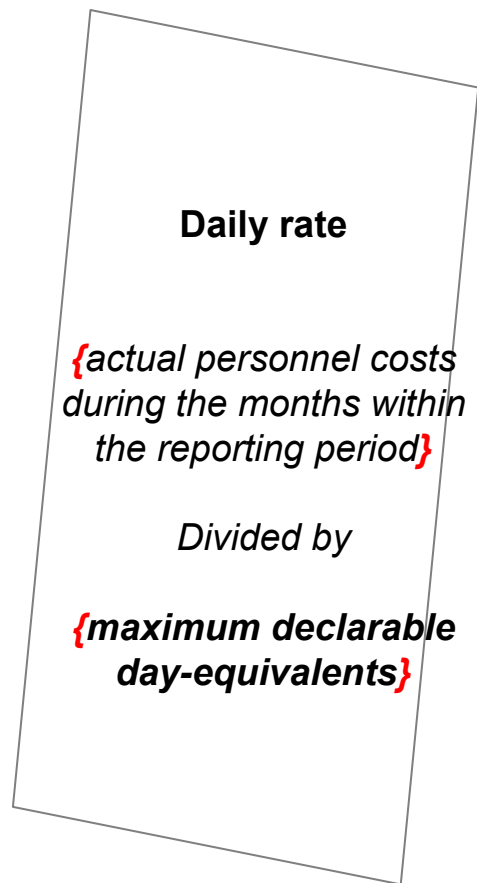 Daily rate
{actual personnel costs
during the months within
the reporting period}
Divided by
{maximum declarable
day-equivalents}